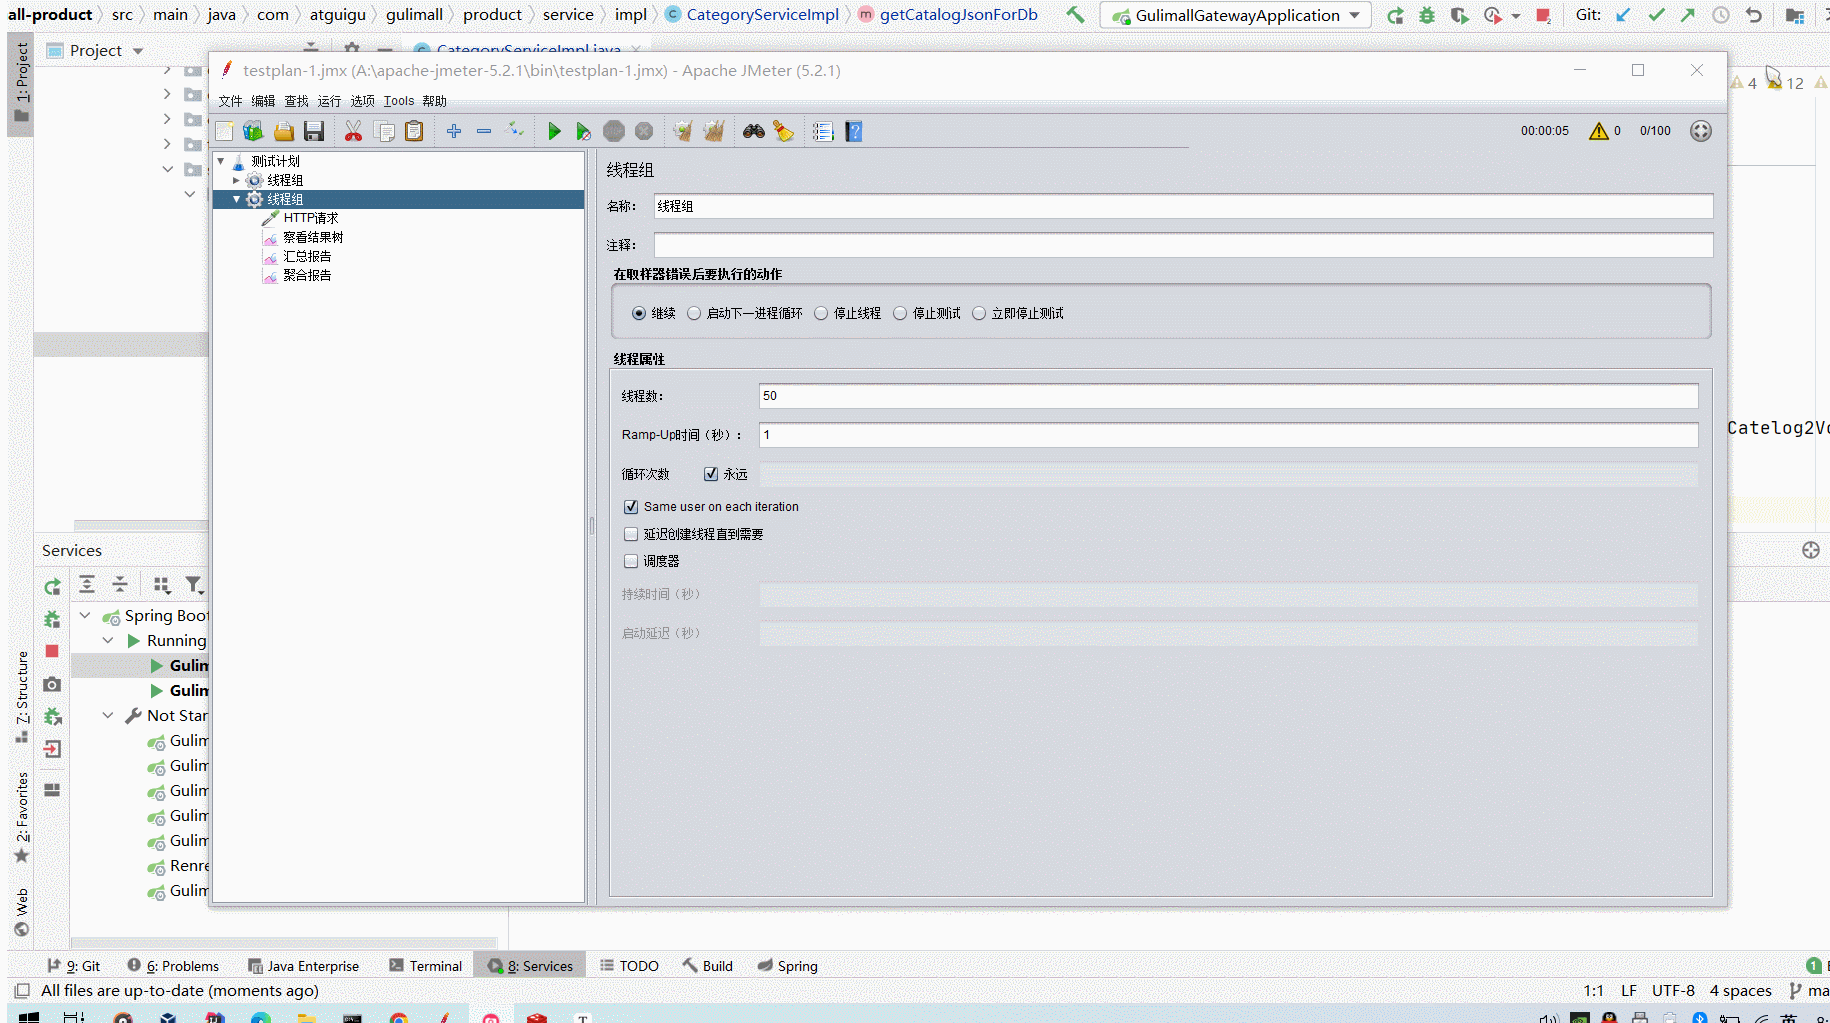 all-product › src › main › java › com › atguigu › gulimall › product › service › impl › CategoryServiceImpl › getCatalogJsonForDb GulimallGatewayApplication Git:
Project CategoryServiceImpl.java
testplan-1.jmx (A:\apache-jmeter-5.2.1\bin\testplan-1.jmx) - Apache JMeter (5.2.1)
4 12
文件 编辑 查找 运行 选项 Tools 帮助
00:00:05 0 0/100
测试计划
线程组
线程组
HTTP请求
察看结果树
汇总报告
聚合报告
线程组
名称： 线程组
注释：
在取样器错误后要执行的动作
继续 启动下一进程循环 停止线程 停止测试 立即停止测试
线程属性
线程数： 50
Ramp-Up时间（秒）： 1
循环次数 永远
Same user on each iteration
延迟创建线程直到需要
调度器
持续时间（秒）
启动延迟（秒）
1: Project
7: Structure
2: Favorites
Web
Services
Spring Boot
Running
Gulim
Gulim
Not Star
Gulim
Gulim
Gulim
Gulim
Gulim
Renre
Gulim
9: Git 6: Problems Java Enterprise Terminal 8: Services TODO Build Spring 1
All files are up-to-date (moments ago) 1:1 LF UTF-8 4 spaces ma
英